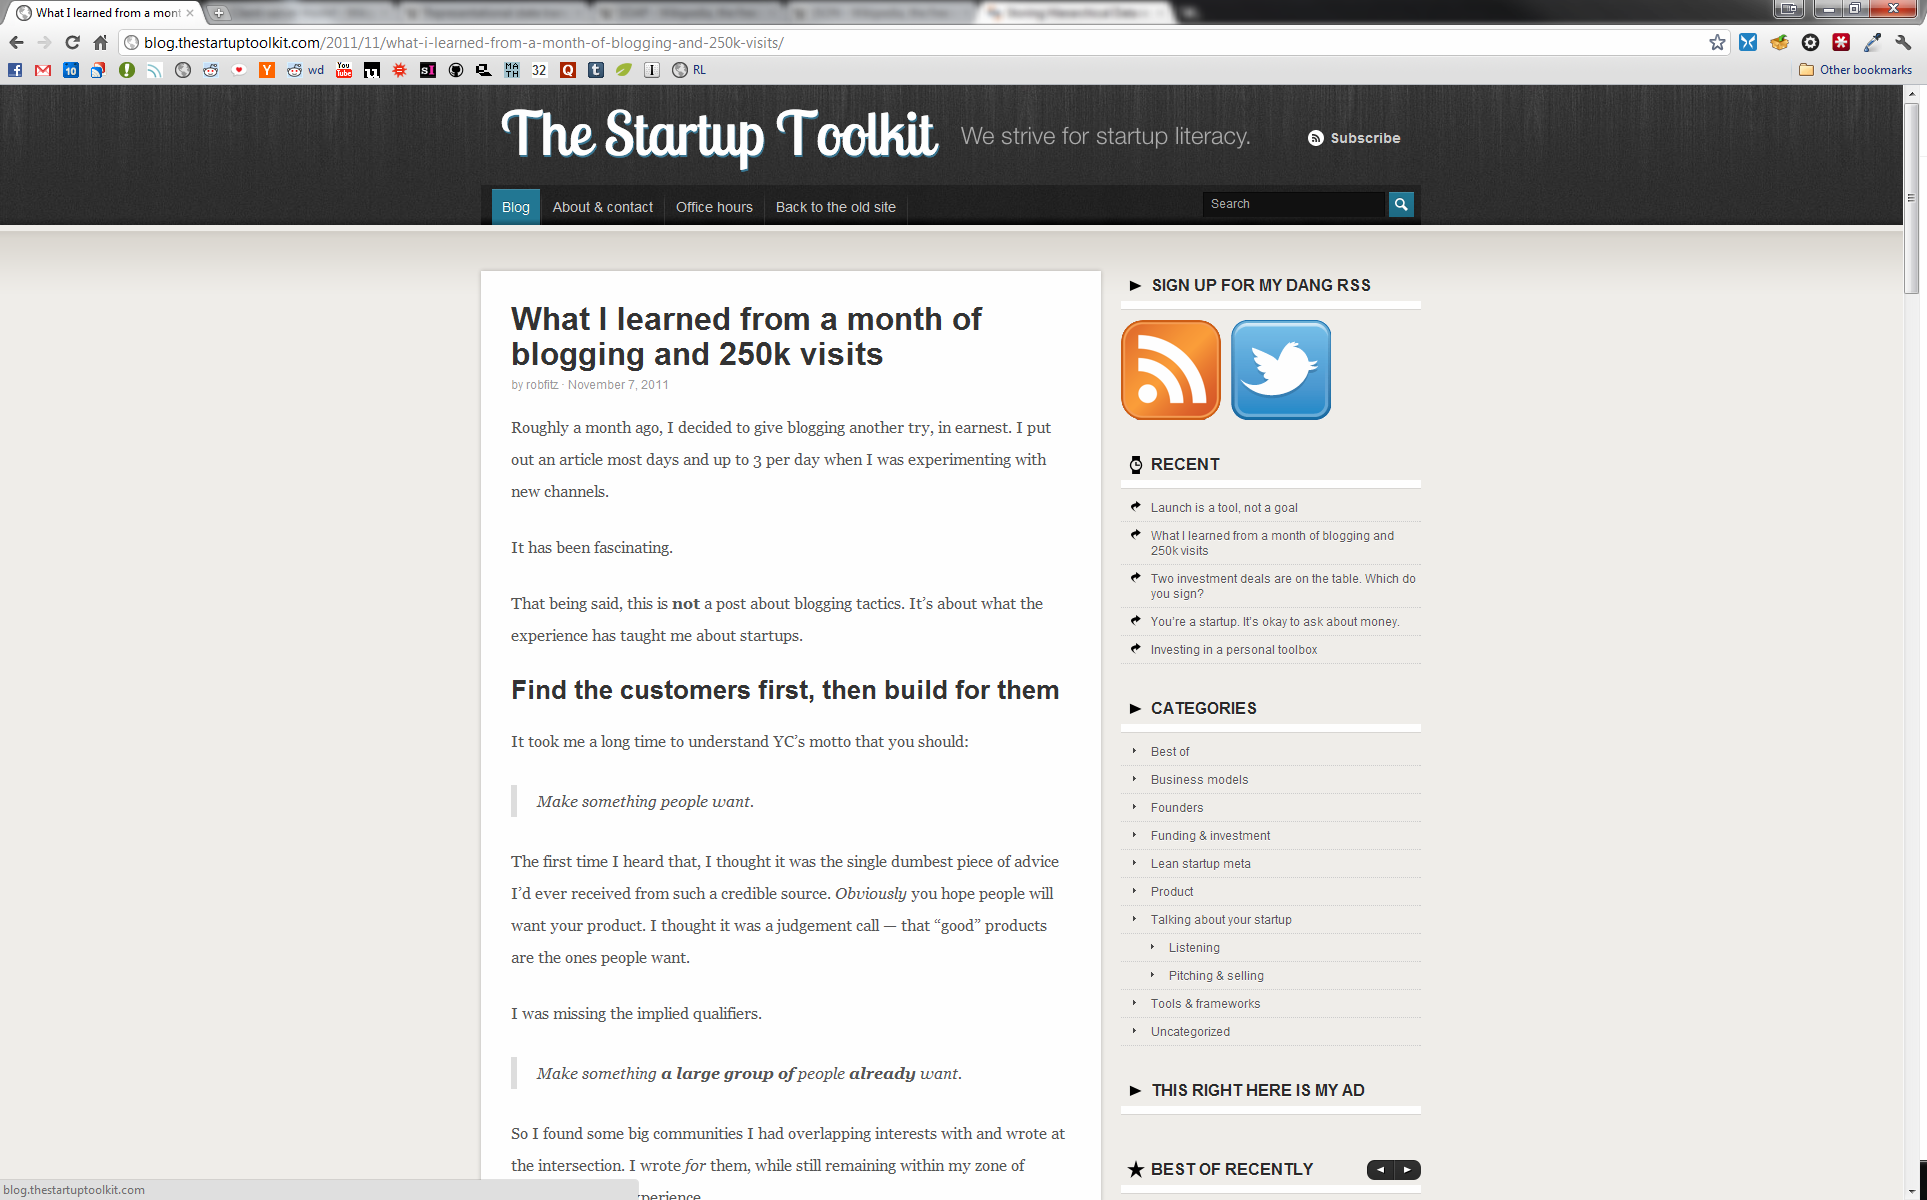 What I learned from a mont
blog.thestartuptoolkit.com/2011/11/what-i-learned-from-a-month-of-blogging-and-250k-visits/
10
wd
You Tube
sI
MATH
32
Q
t
I
RL
Other bookmarks
The Startup Toolkit
We strive for startup literacy.
Subscribe
Blog
About & contact
Office hours
Back to the old site
Search
What I learned from a month of
blogging and 250k visits
by robfitz · November 7, 2011
Roughly a month ago, I decided to give blogging another try, in earnest. I put
out an article most days and up to 3 per day when I was experimenting with
new channels.
It has been fascinating.
That being said, this is not a post about blogging tactics. It's about what the
experience has taught me about startups.
Find the customers first, then build for them
It took me a long time to understand YC's motto that you should:
Make something people want.
The first time I heard that, I thought it was the single dumbest piece of advice
I'd ever received from such a credible source. Obviously you hope people will
want your product. I thought it was a judgement call — that “good” products
are the ones people want.
I was missing the implied qualifiers.
Make something a large group of people already want.
So I found some big communities I had overlapping interests with and wrote at
the intersection. I wrote for them, while still remaining within my zone of
perience.
SIGN UP FOR MY DANG RSS
RECENT
Launch is a tool, not a goal
What I learned from a month of blogging and
250k visits
Two investment deals are on the table. Which do
you sign?
You're a startup. It's okay to ask about money.
Investing in a personal toolbox
CATEGORIES
Best of
Business models
Founders
Funding & investment
Lean startup meta
Product
Talking about your startup
Listening
Pitching & selling
Tools & frameworks
Uncategorized
THIS RIGHT HERE IS MY AD
BEST OF RECENTLY
blog.thestartuptoolkit.com